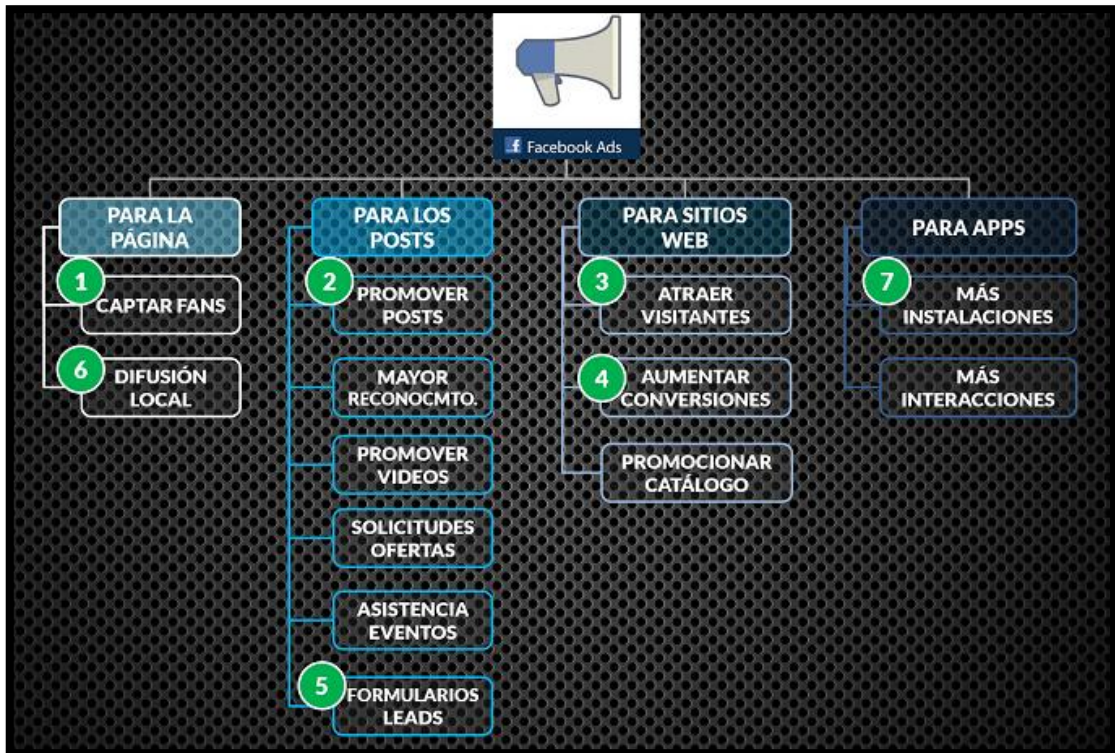 Facebook Ads
PARA LA
PÁGINA
1
CAPTAR FANS
6
DIFUSIÓN
LOCAL
PARA LOS
POSTS
2
PROMOVER
POSTS
MAYOR
RECONOCMTO.
PROMOVER
VIDEOS
SOLICITUDES
OFERTAS
ASISTENCIA
EVENTOS
5
FORMULARIOS
LEADS
PARA SITIOS
WEB
3
ATRAER
VISITANTES
4
AUMENTAR
CONVERSIONES
PROMOCIONAR
CATÁLOGO
PARA APPS
7
MÁS
INSTALACIONES
MÁS
INTERACCIONES